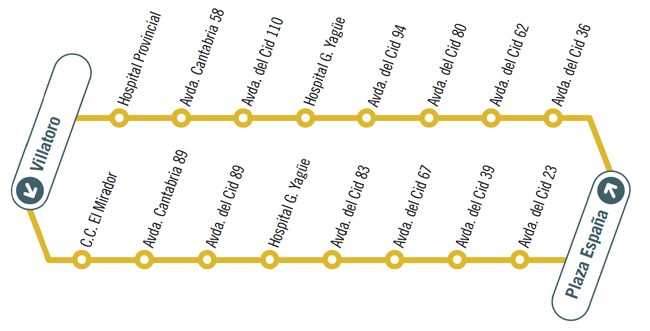 Villatoro
Hospital Provincial
Avda. Cantabria 58
Avda. del Cid 110
Hospital G. Yagüe
Avda. del Cid 94
Avda. del Cid 80
Avda. del Cid 62
Avda. del Cid 36
C.C. El Mirador
Avda. Cantabria 89
Avda. del Cid 89
Hospital G. Yagüe
Avda. del Cid 83
Avda. del Cid 67
Avda. del Cid 39
Avda. del Cid 23
Plaza España